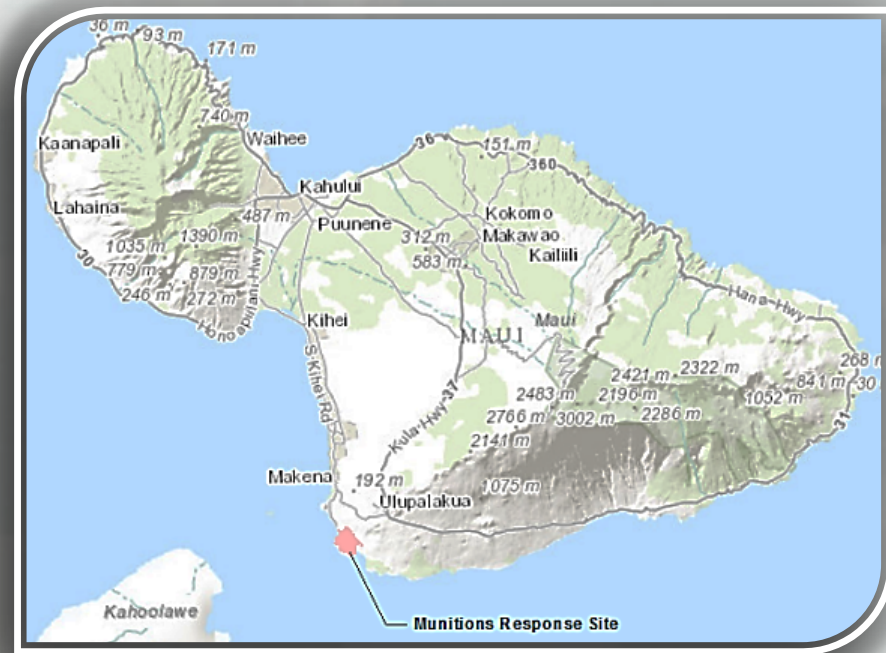 36 m
93 m
171 m
740 m
Waihee
Kaanapali
36
151 m
360
Kahului
Lahaina
487 m
Puunene
Kokomo
312 m
Makawao
1035 m
1390 m
583 m
Kailiili
30
779 m
879 m
246 m
272 m
Honoapiilani Hwy
Hana-Hwy
Kihei
MAUI
Maui
S Kihei Rd
268 m
2421 m
2322 m
841 m
30
37
2483 m
2196 m
1052 m
Kula-Hwy
2766 m
3002 m
2286 m
31
2141 m
Makena
192 m
1075 m
Ulupalakua
Kahoolawe
Munitions Response Site